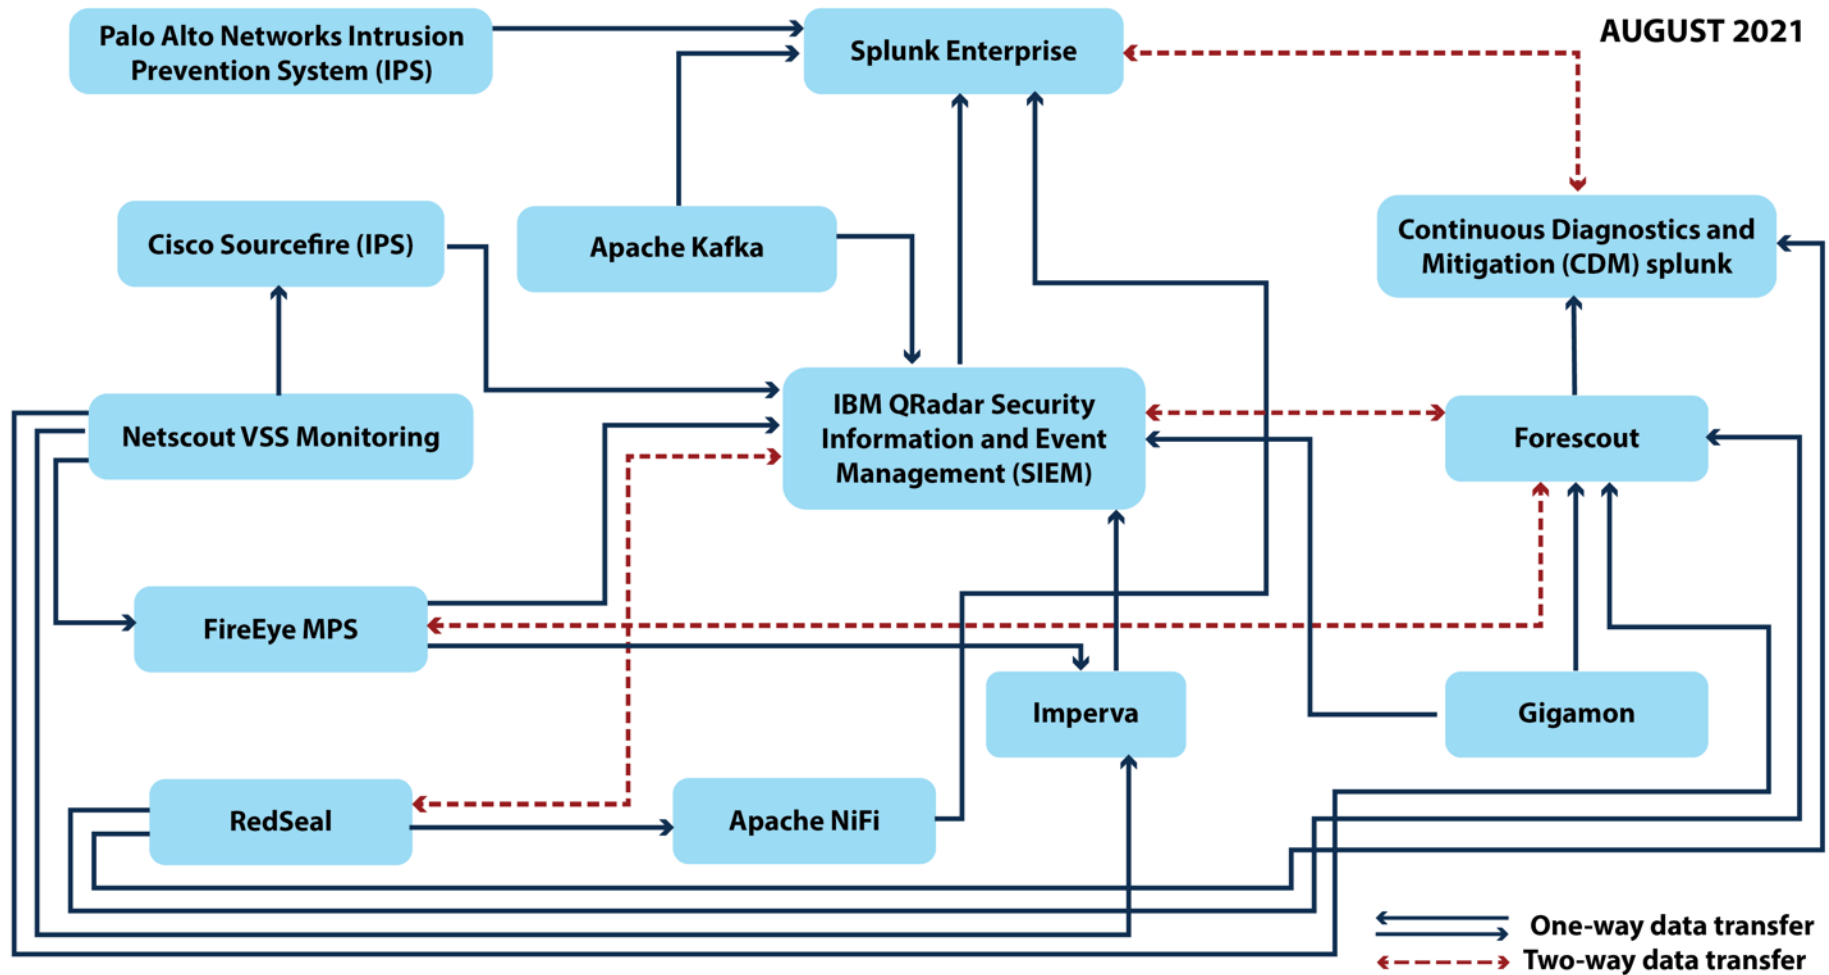 AUGUST 2021
Palo Alto Networks Intrusion
Prevention System (IPS)
Splunk Enterprise
Cisco Sourcefire (IPS)
Apache Kafka
Continuous Diagnostics and
Mitigation (CDM) splunk
Netscout VSS Monitoring
IBM QRadar Security
Information and Event
Management (SIEM)
Forescout
FireEye MPS
Imperva
Gigamon
RedSeal
Apache NiFi
One-way data transfer
Two-way data transfer